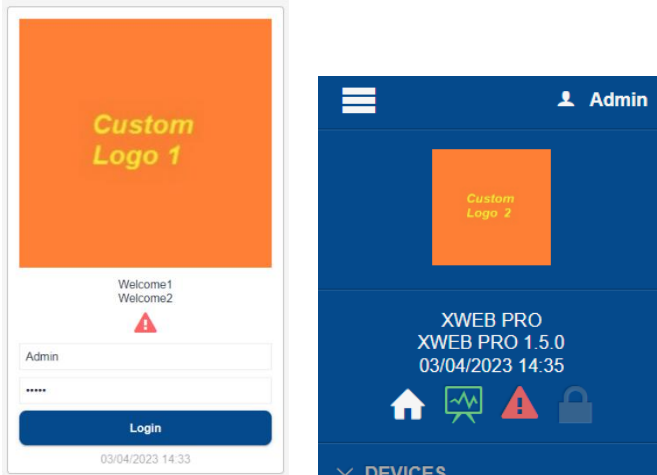 Custom
Logo 1
Welcome1
Welcome2
Admin
•••••
Login
03/04/2023 14:33
Admin
Custom
Logo 2
XWEB PRO
XWEB PRO 1.5.0
03/04/2023 14:35
DEVICES